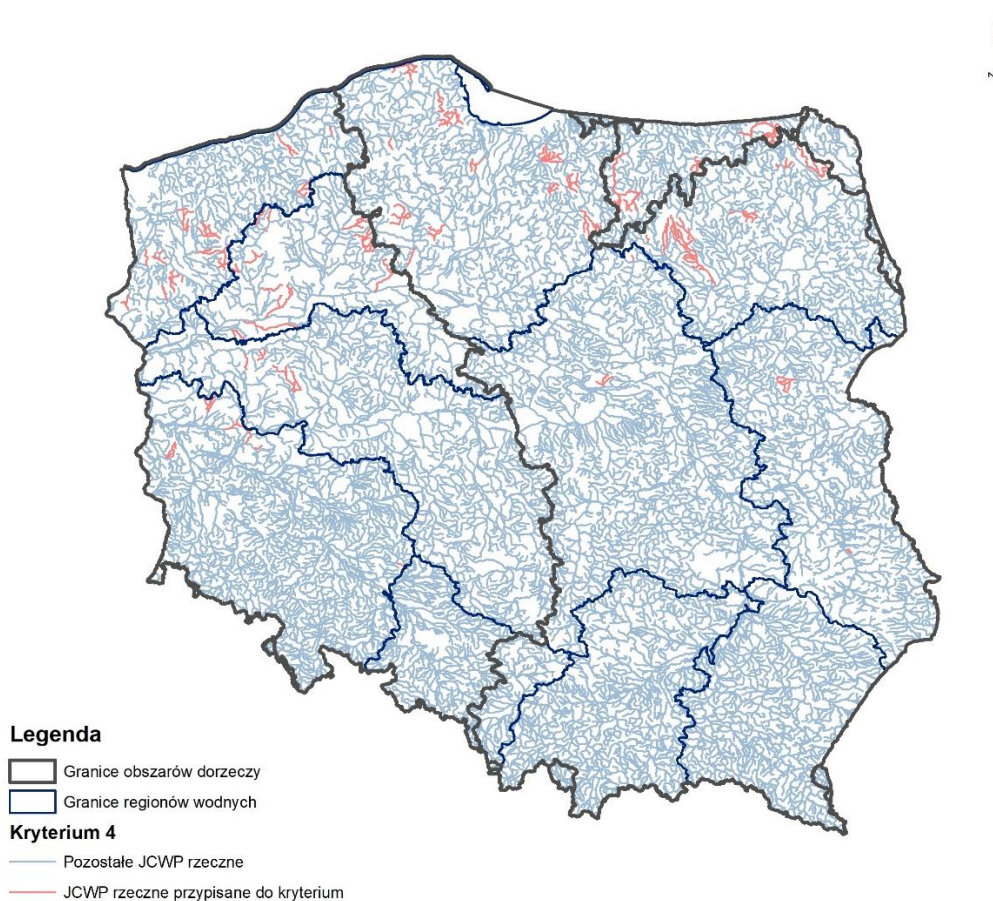 Legenda
Granice obszarów dorzeczy
Granice regionów wodnych
Kryterium 4
Pozostałe JCWP rzeczne
JCWP rzeczne przypisane do kryterium